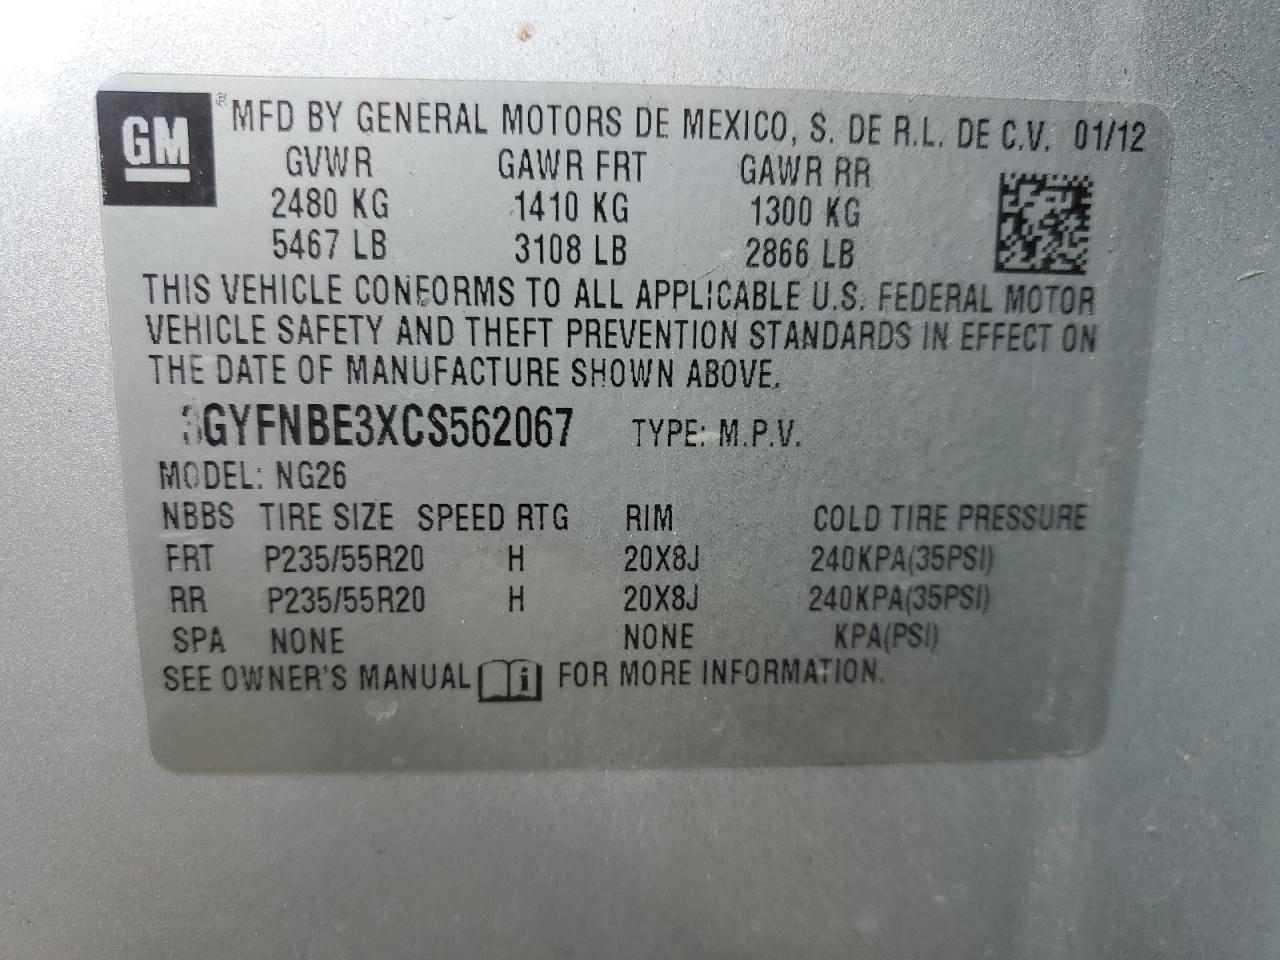 GM
MFD BY GENERAL MOTORS DE MEXICO, S. DE R.L. DE C.V. 01/12
GVWR GAWR FRT GAWR RR
2480 KG 1410 KG 1300 KG
5467 LB 3108 LB 2866 LB
THIS VEHICLE CONFORMS TO ALL APPLICABLE U.S. FEDERAL MOTOR
VEHICLE SAFETY AND THEFT PREVENTION STANDARDS IN EFFECT ON
THE DATE OF MANUFACTURE SHOWN ABOVE.
3GYFNBE3XCS562067 TYPE: M.P.V.
MODEL: NG26
NBBS TIRE SIZE SPEED RTG RIM COLD TIRE PRESSURE
FRT P235/55R20 H 20X8J 240KPA(35PSI)
RR P235/55R20 H 20X8J 240KPA(35PSI)
SPA NONE NONE KPA(PSI)
SEE OWNER'S MANUAL i FOR MORE INFORMATION.